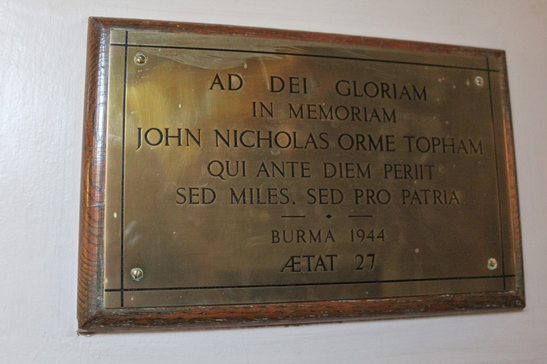 AD DEI GLORIAM
IN MEMORIAM
JOHN NICHOLAS ORME TOPHAM
QUI ANTE DIEM PERIIT
SED MILES, SED PRO PATRIA
BURMA 1944
ÆTAT 27